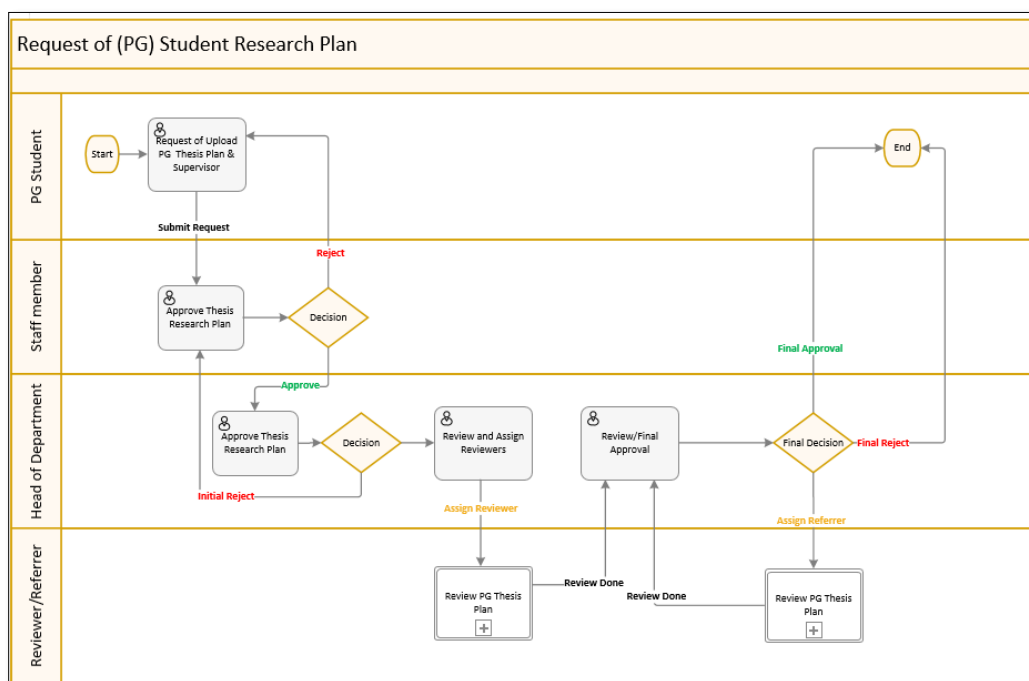 Request of (PG) Student Research Plan
PG Student
Start
Request of Upload
PG Thesis Plan &
Supervisor
End
Submit Request
Reject
Staff member
Approve Thesis
Research Plan
Decision
Final Approval
Approve
Head of Department
Approve Thesis
Research Plan
Decision
Review and Assign
Reviewers
Review/Final
Approval
Final Decision
Final Reject
Initial Reject
Assign Reviewer
Assign Referrer
Reviewer/Referrer
Review PG Thesis
Plan
Review Done
Review Done
Review PG Thesis
Plan